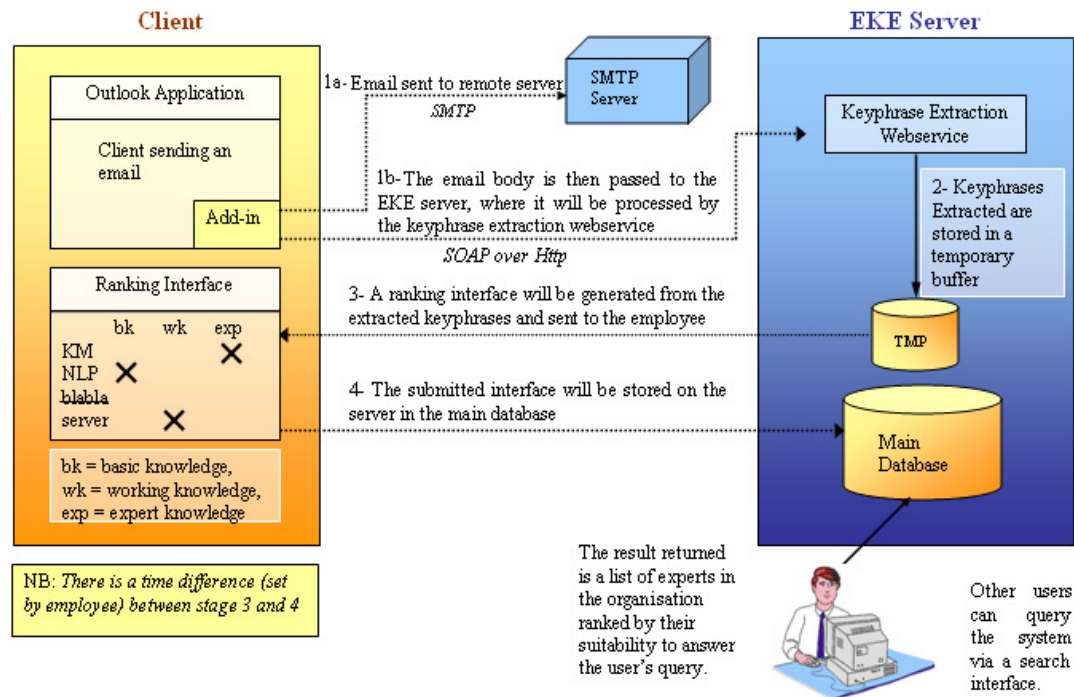 Client
EKE Server
Outlook Application
Client sending an
email
Add-in
1a- Email sent to remote server
SMTP
SMTP
Server
1b- The email body is then passed to the
EKE server, where it will be processed by
the keyphrase extraction webservice
SOAP over Http
Keyphrase Extraction
Webservice
2- Keyphrases
Extracted are
stored in a
temporary
buffer
Ranking Interface
bk wk exp
KM
NLP
blabla
server
3- A ranking interface will be generated from the
extracted keyphrases and sent to the employee
TMP
4- The submitted interface will be stored on the
server in the main database
Main
Database
bk = basic knowledge,
wk = working knowledge,
exp = expert knowledge
NB: There is a time difference (set
by employee) between stage 3 and 4
The result returned
is a list of experts in
the organisation
ranked by their
suitability to answer
the user's query.
Other users
can query
the system
via a search
interface.